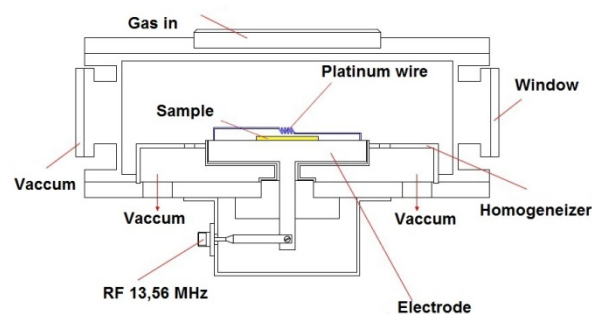 Gas in
Platinum wire
Sample
Window
Vaccum
Vaccum
Vaccum
Homogeneizer
RF 13,56 MHz
Electrode